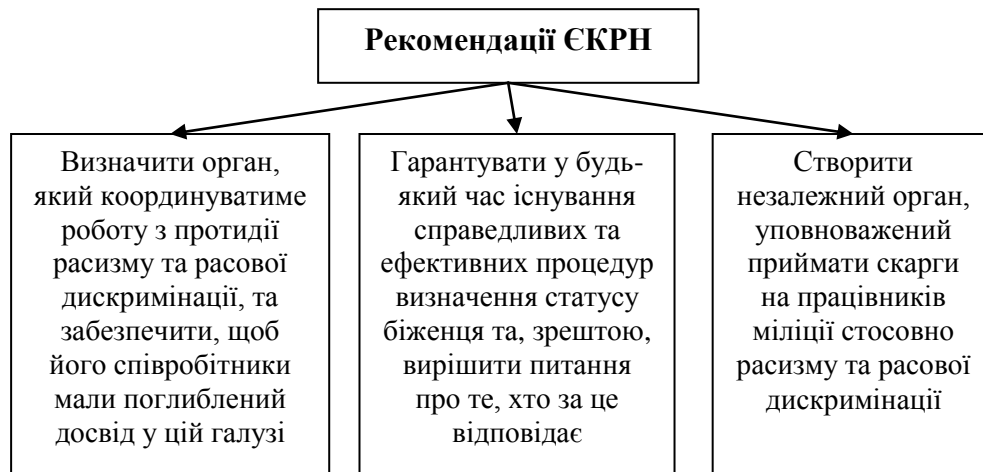 Рекомендації ЄКРН
Визначити орган,
який координуватиме
роботу з протидії
расизму та расової
дискримінації, та
забезпечити, щоб
його співробітники
мали поглиблений
досвід у цій галузі
Гарантувати у будь-
який час існування
справедливих та
ефективних процедур
визначення статусу
біженця та, зрештою,
вирішити питання
про те, хто за це
відповідає
Створити
незалежний орган,
уповноважений
приймати скарги
на працівників
міліції стосовно
расизму та расової
дискримінації